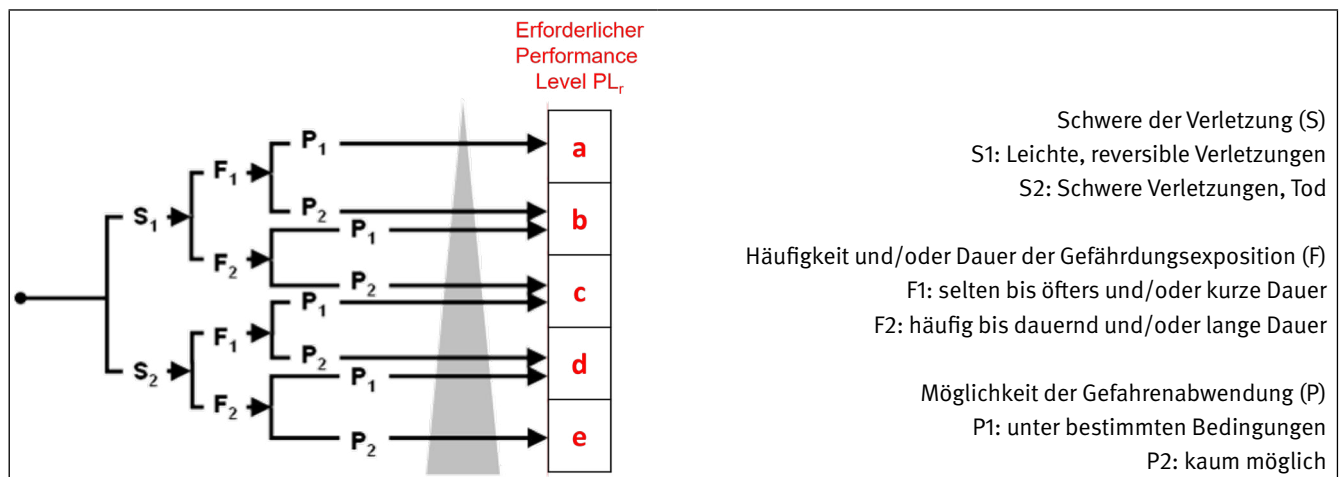 Erforderlicher
Performance
Level PLr
P1
a
F1
P2
b
S1
P1
F2
P2
c
P1
F1
P2
d
S2
P1
F2
P2
e
Schwere der Verletzung (S)
S1: Leichte, reversible Verletzungen
S2: Schwere Verletzungen, Tod
Häufigkeit und/oder Dauer der Gefährdungsexposition (F)
F1: selten bis öfters und/oder kurze Dauer
F2: häufig bis dauernd und/oder lange Dauer
Möglichkeit der Gefahrenabwendung (P)
P1: unter bestimmten Bedingungen
P2: kaum möglich